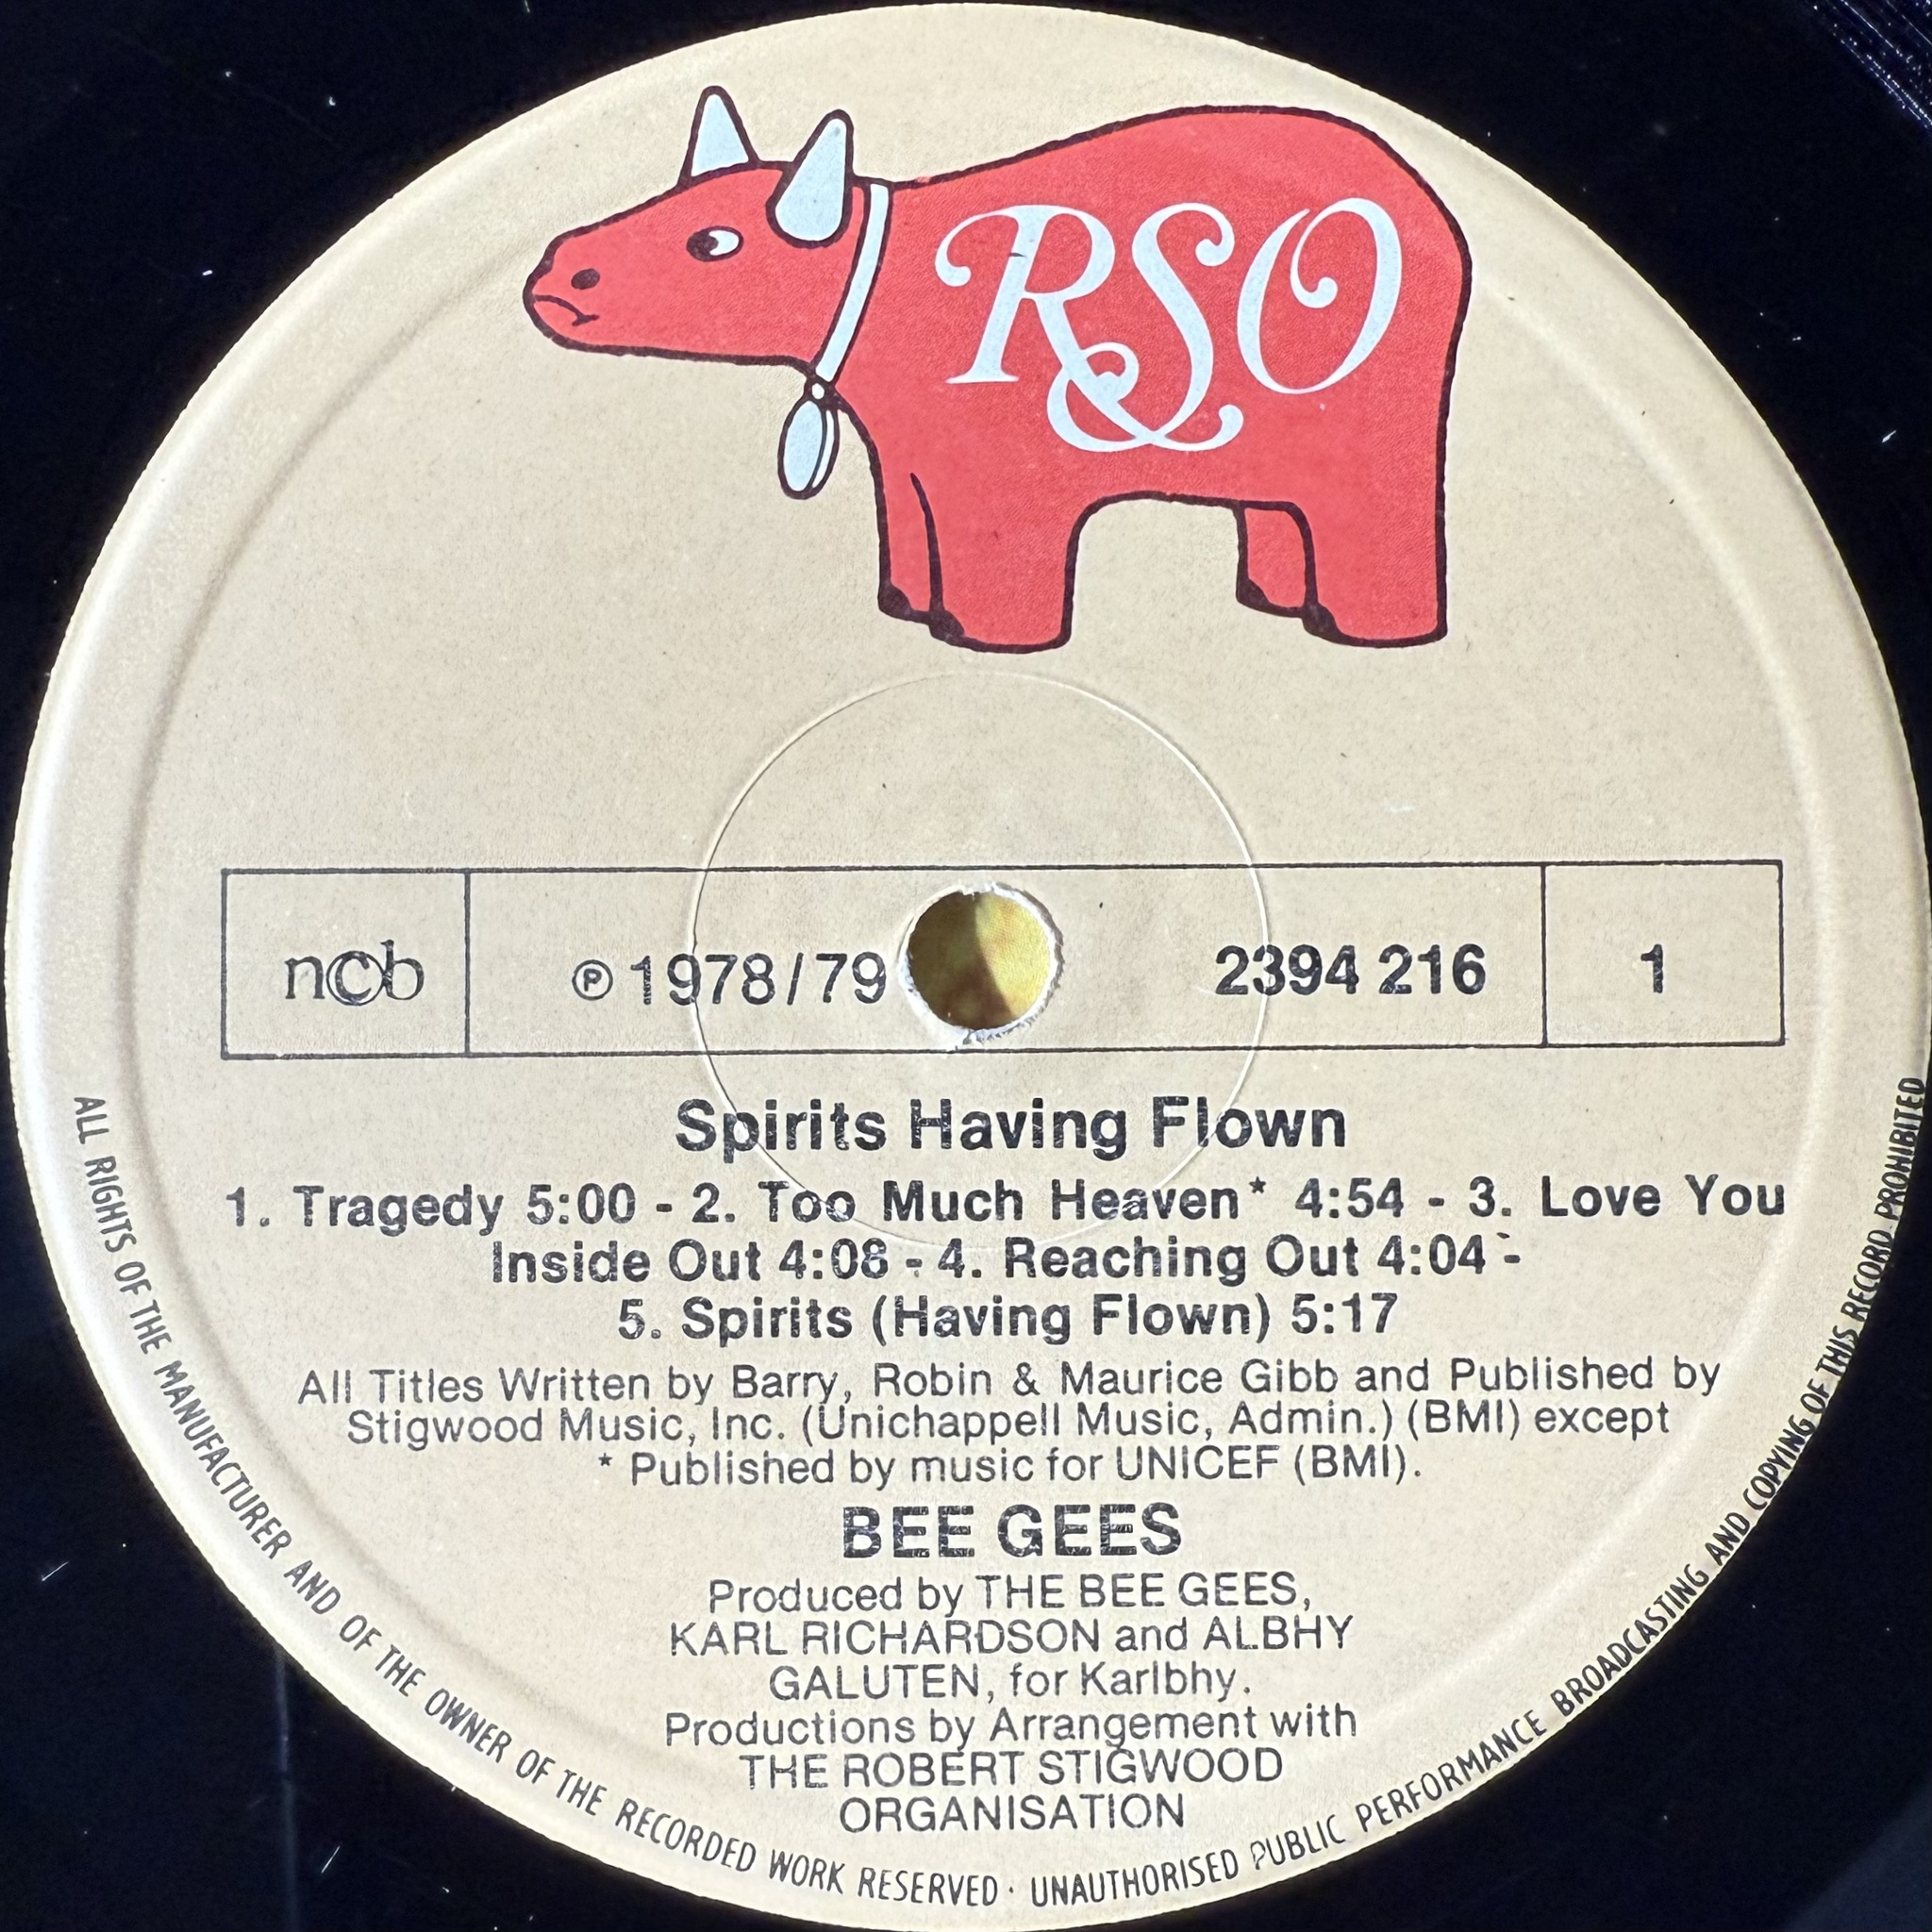 RSO
ncb
℗ 1978/79
2394 216
1
Spirits Having Flown
1. Tragedy 5:00 - 2. Too Much Heaven* 4:54 - 3. Love You
Inside Out 4:08 - 4. Reaching Out 4:04 -
5. Spirits (Having Flown) 5:17
All Titles Written by Barry, Robin & Maurice Gibb and Published by
Stigwood Music, Inc. (Unichappell Music, Admin.) (BMI) except
* Published by music for UNICEF (BMI).
BEE GEES
Produced by THE BEE GEES,
KARL RICHARDSON and ALBHY
GALUTEN, for Karlbhy.
Productions by Arrangement with
THE ROBERT STIGWOOD
ORGANISATION
ALL RIGHTS OF THE MANUFACTURER AND OF THE OWNER OF THE RECORDED WORK RESERVED · UNAUTHORISED PUBLIC PERFORMANCE BROADCASTING AND COPYING OF THIS RECORD PROHIBITED